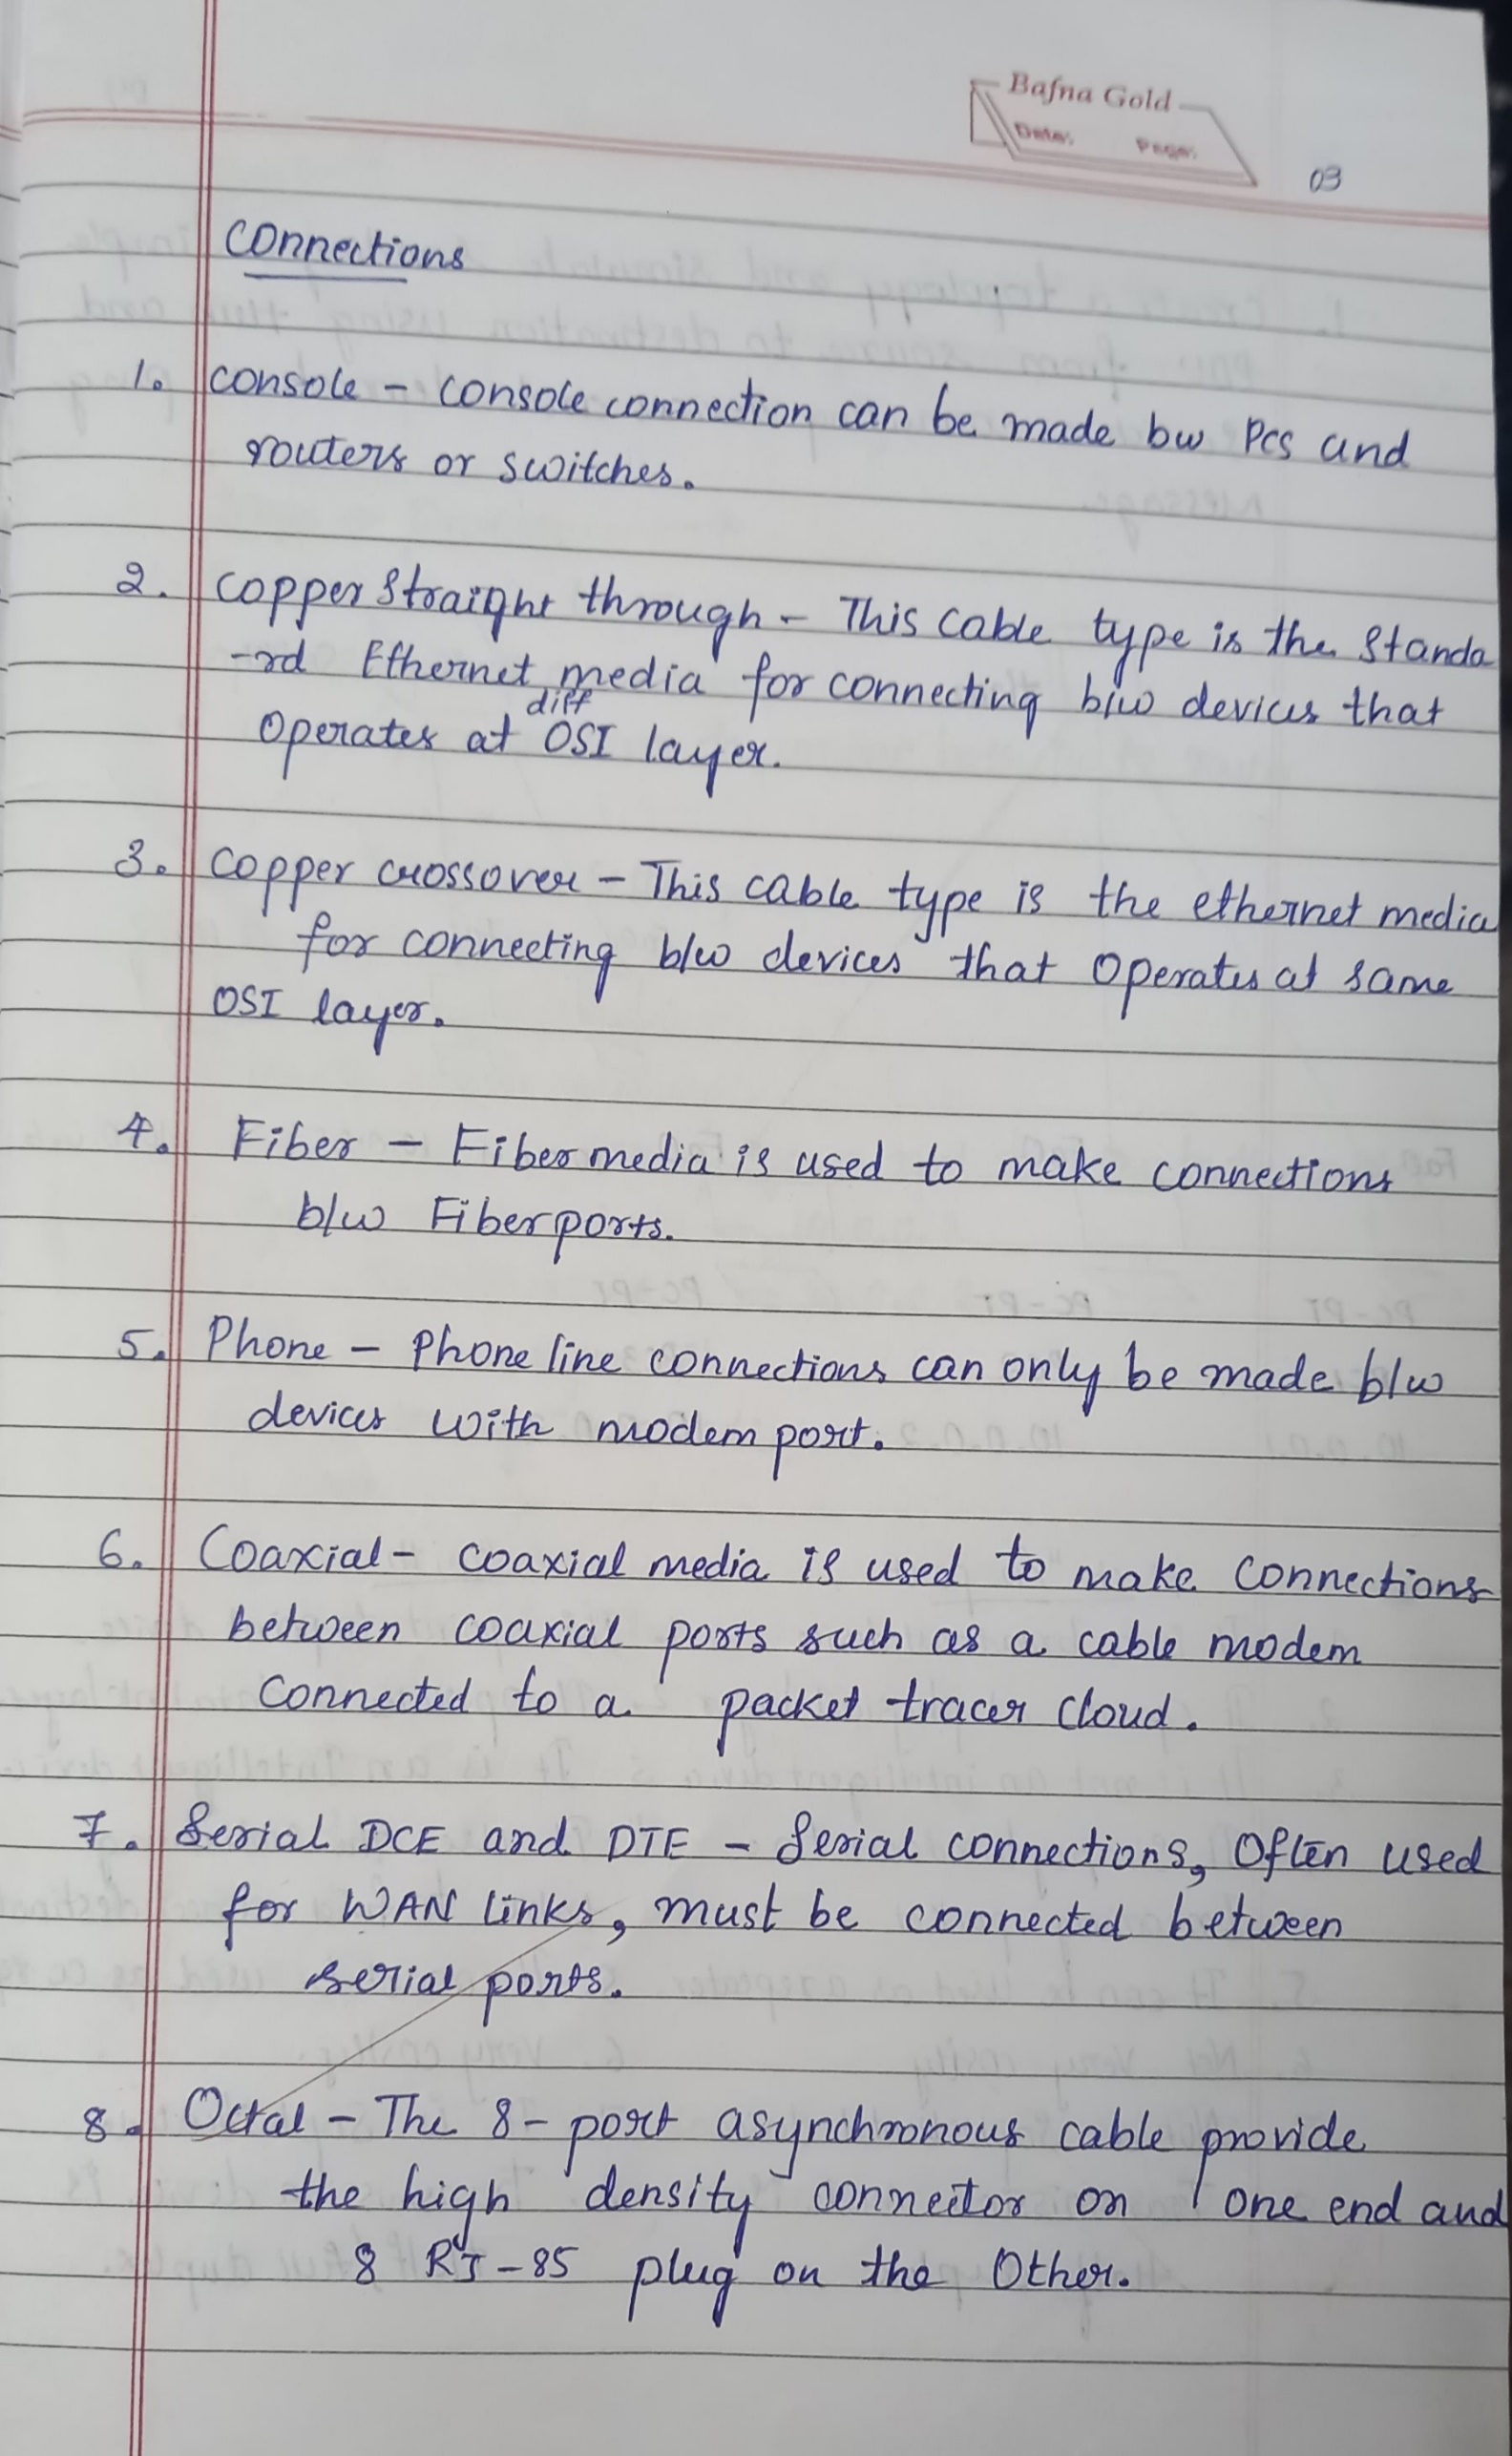 Bafna Gold
Date: Page:
03
Connections
1. Console - Console connection can be made bw Pcs and
routers or switches.
2. Copper Straight through - This cable type is the Standa
-rd Ethernet media for connecting b/w devices that
diff
Operates at OSI layer.
3. Copper crossover - This cable type is the ethernet media
for connecting b/w devices that Operates at same
OSI layer.
4. Fiber - Fiber media is used to make connections
b/w Fiber ports.
5. Phone - Phone line connections can only be made b/w
devices with modem port.
6. Coaxial - coaxial media is used to make connections
between coaxial ports such as a cable modem
connected to a packet tracer cloud.
7. Serial DCE and DTE - Serial connections, Often used
for WAN links, must be connected between
serial ports.
8. Octal - The 8-port asynchronous cable provide
the high density connector on one end and
8 RJ-85 plug on the Other.